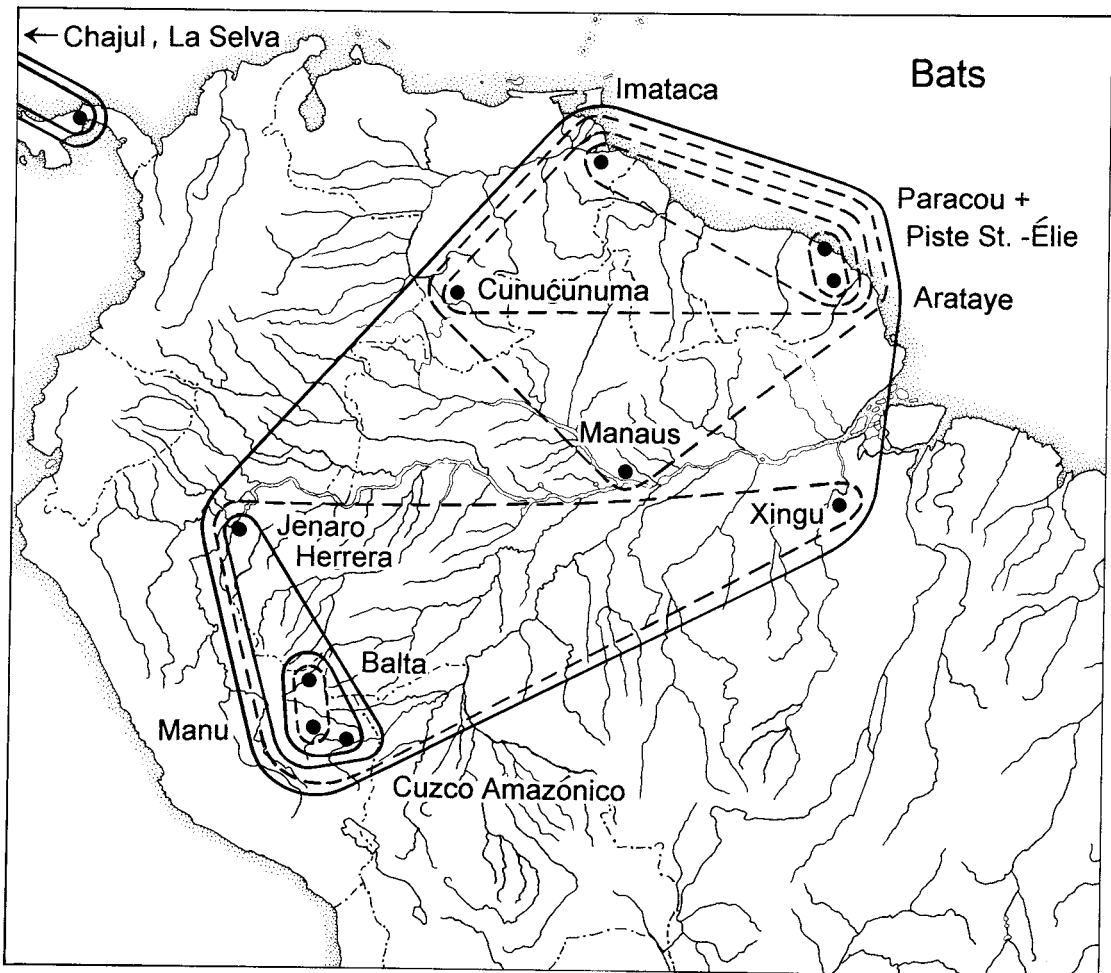 ← Chajul, La Selva
Bats
Imataca
Paracou +
Piste St. -Élie
Cunucunuma
Arataye
Manaus
Xingu
Jenaro
Herrera
Balta
Manu
Cuzco Amazónico